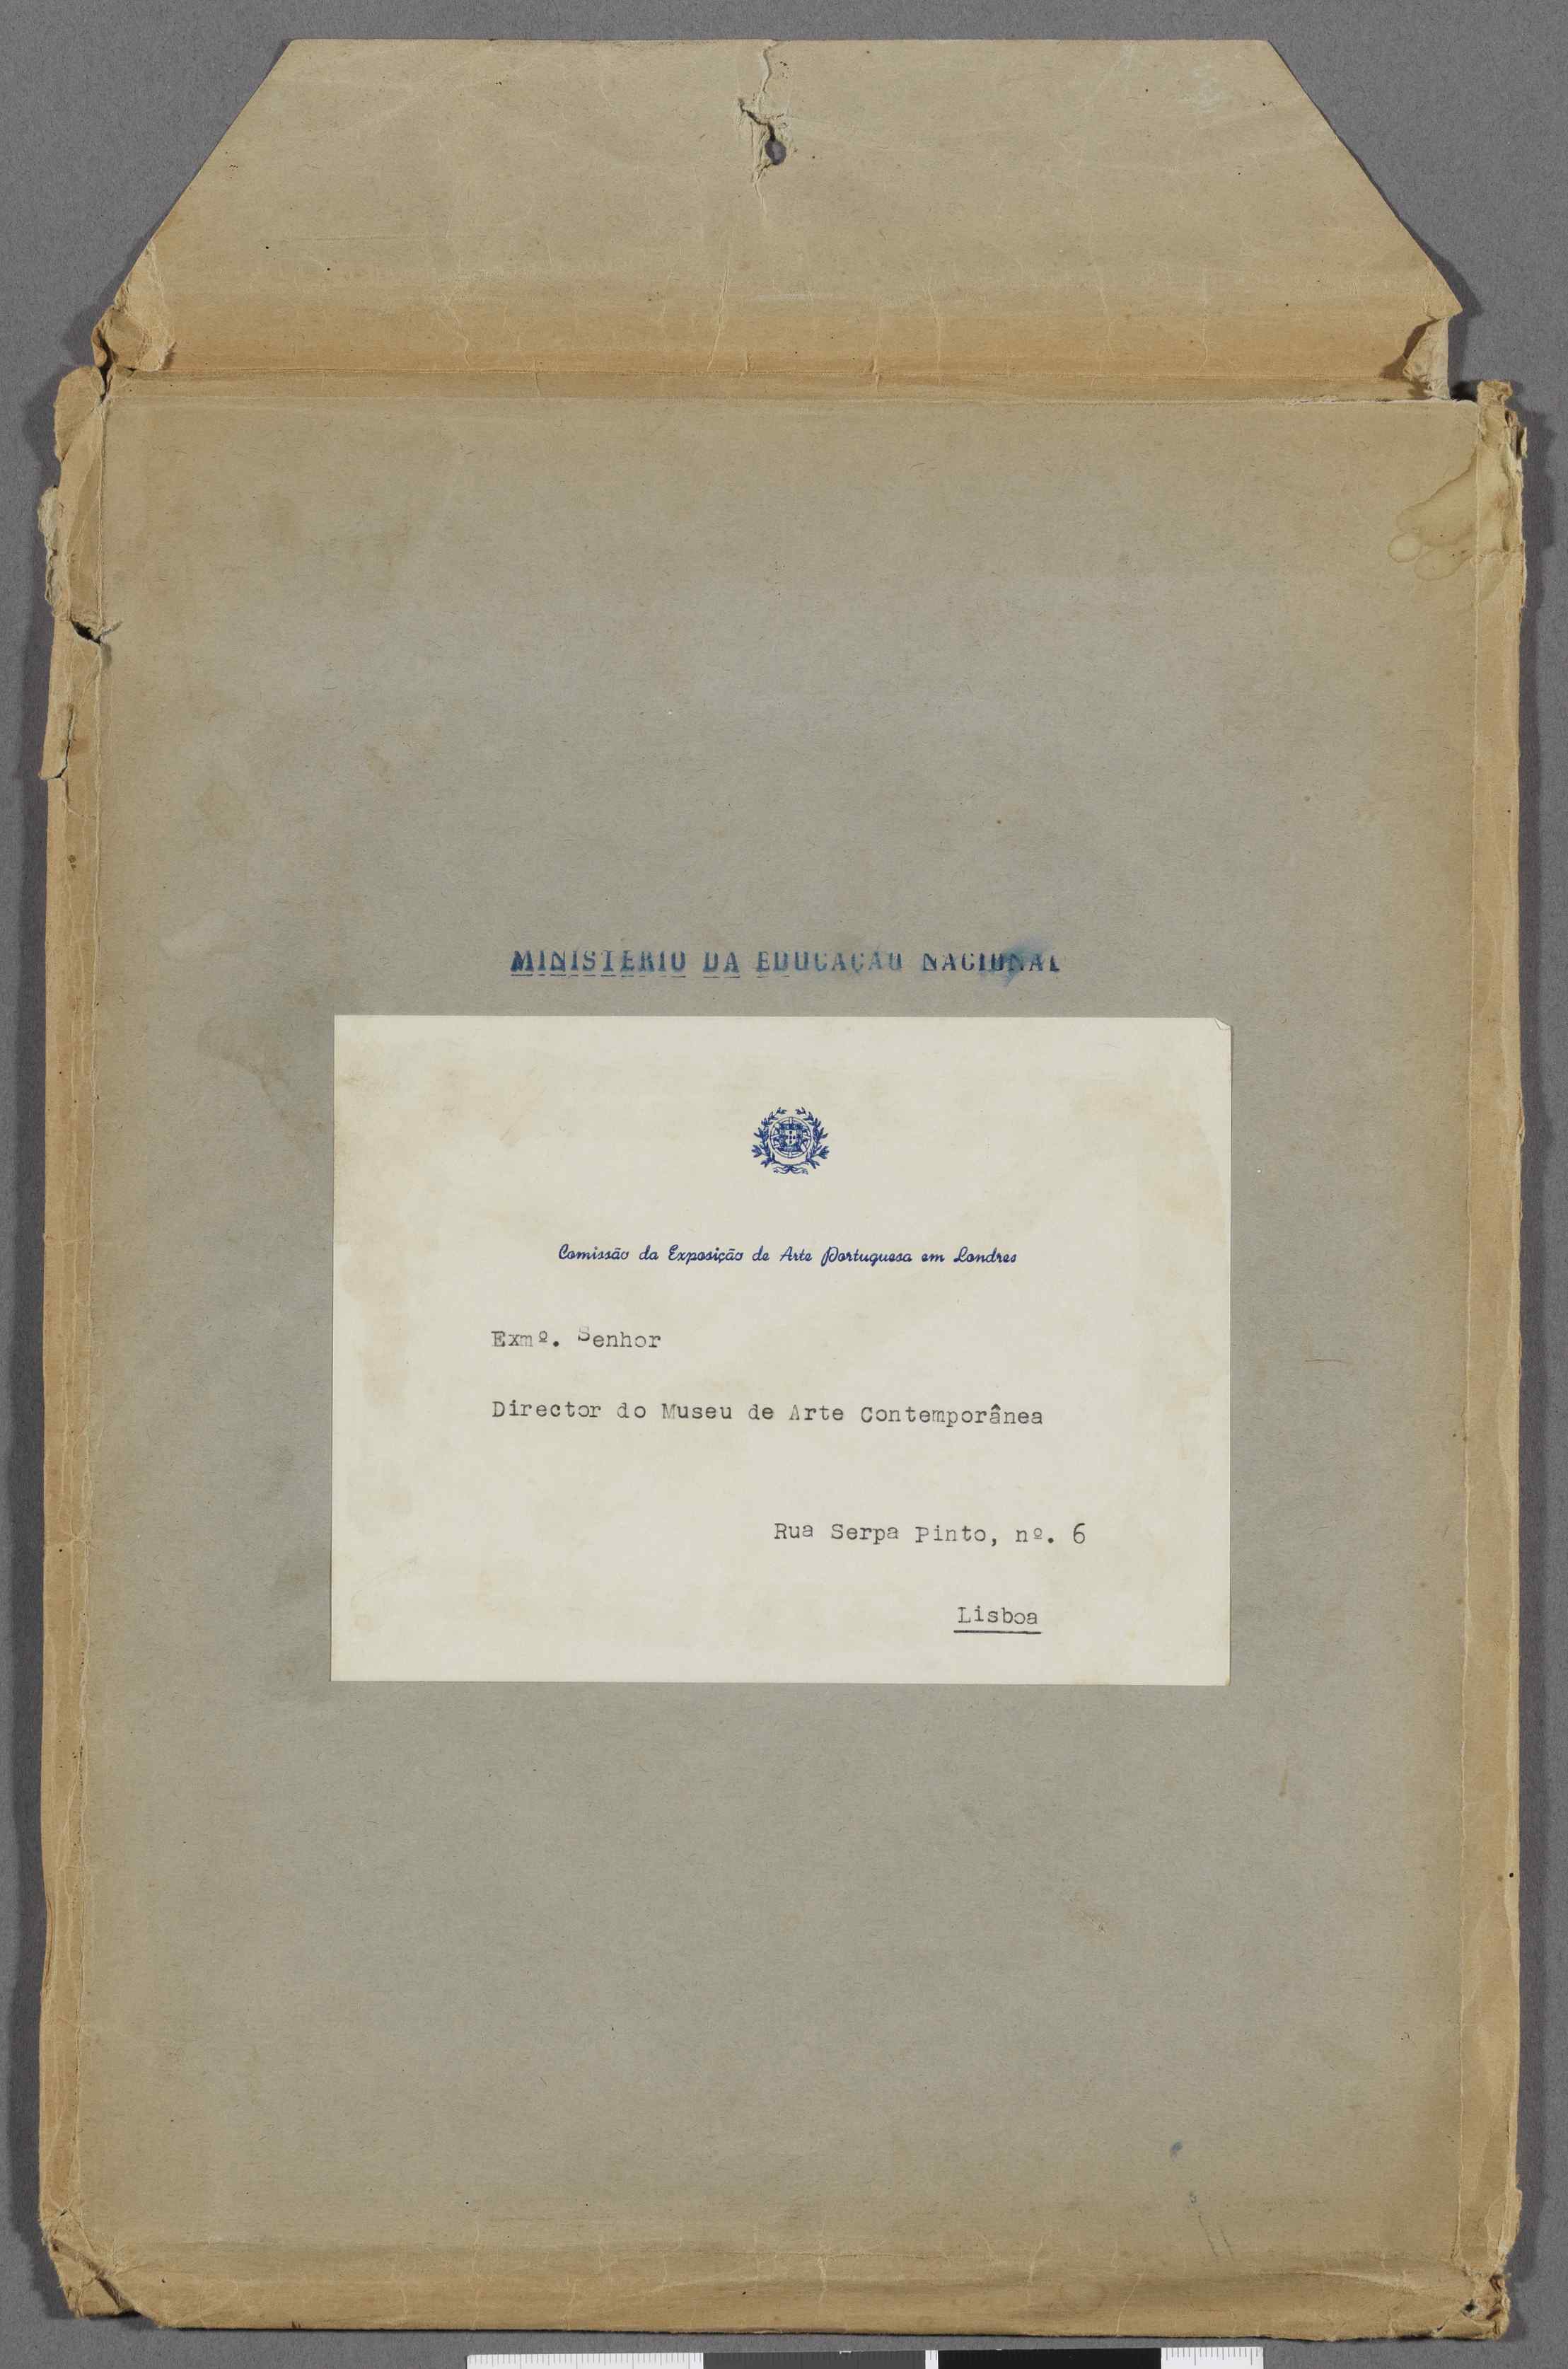 MINISTÉRIO DA EDUCAÇÃO NACIONAL
Comissão da Exposição de Arte Portuguesa em Londres
Exmº. Senhor
Director do Museu de Arte Contemporânea
Rua Serpa Pinto, nº. 6
Lisboa